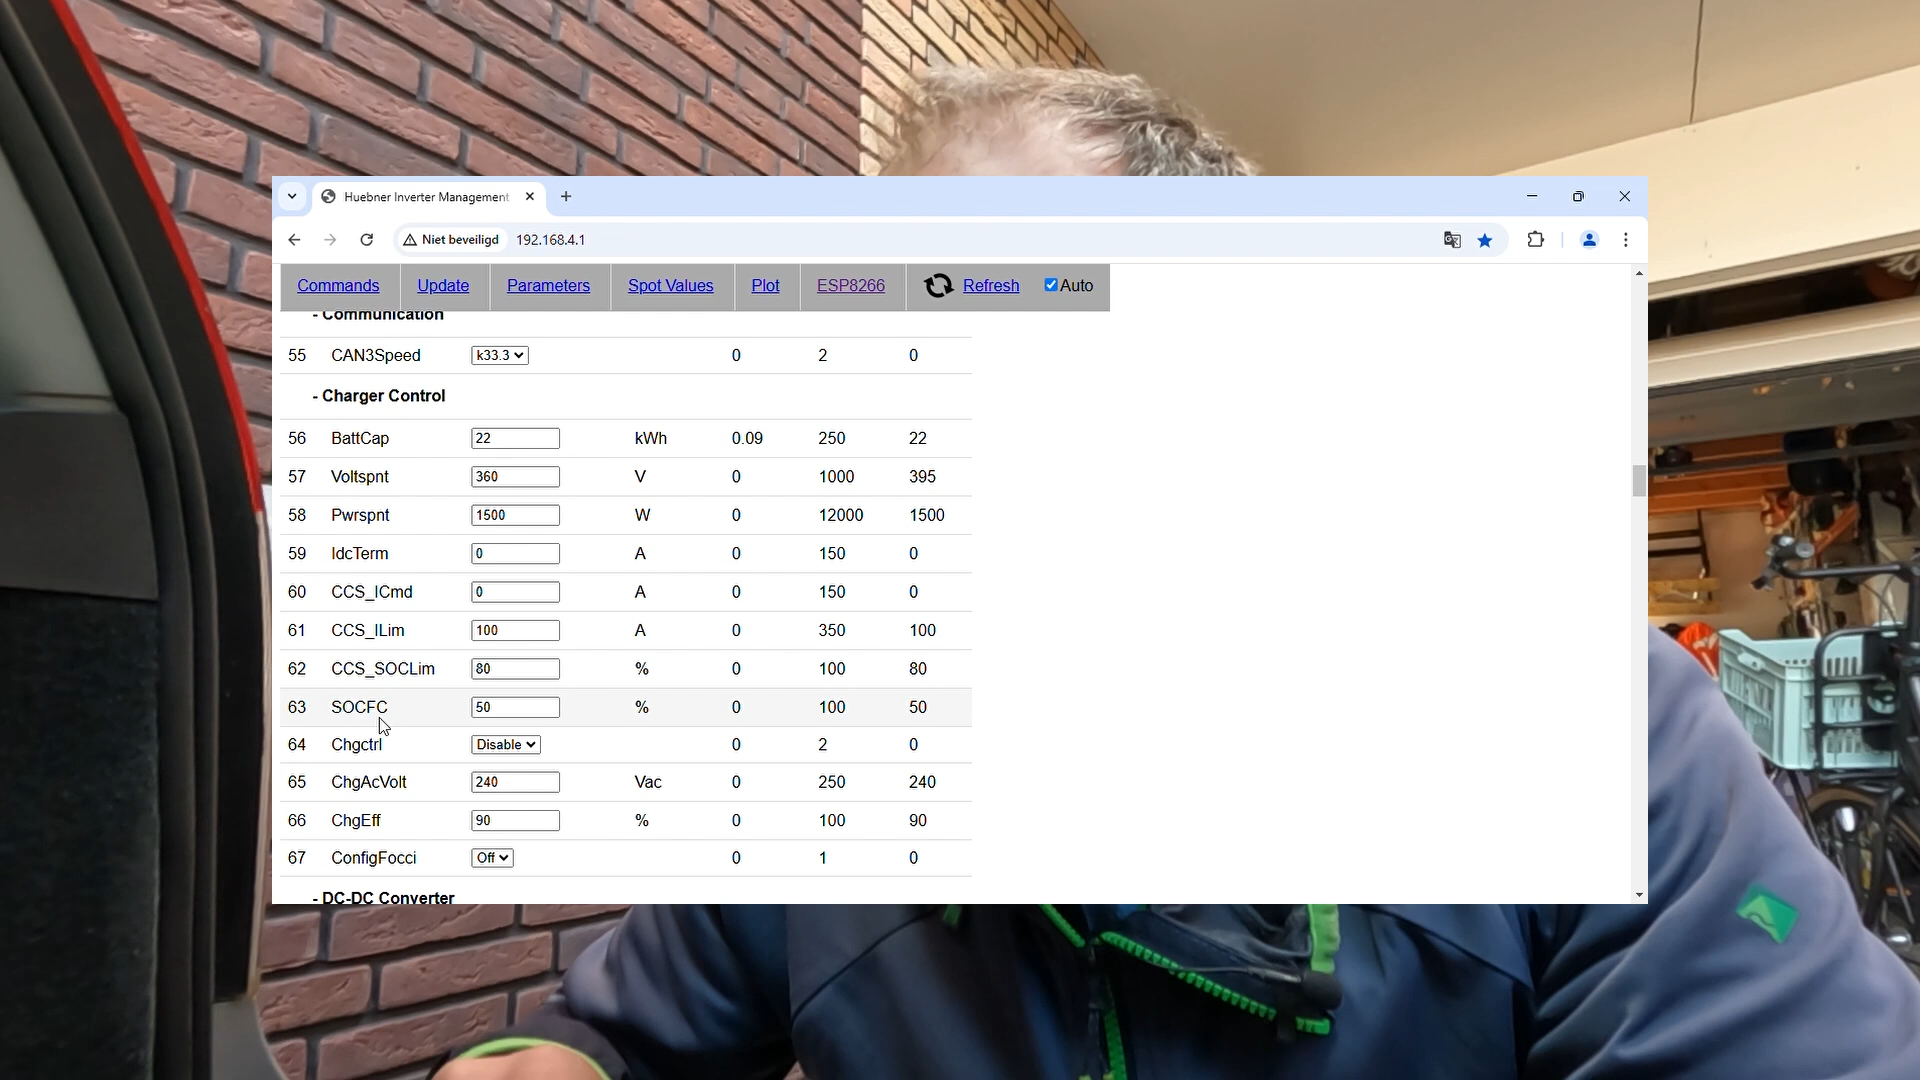 Huebner Inverter Management
Niet beveiligd 192.168.4.1
Commands Update Parameters Spot Values Plot ESP8266 Refresh Auto
- Communication
55 CAN3Speed k33.3 0 2 0
- Charger Control
56 BattCap 22 kWh 0.09 250 22
57 Voltspnt 360 V 0 1000 395
58 Pwrspnt 1500 W 0 12000 1500
59 IdcTerm 0 A 0 150 0
60 CCS_ICmd 0 A 0 150 0
61 CCS_ILim 100 A 0 350 100
62 CCS_SOCLim 80 % 0 100 80
63 SOCFC 50 % 0 100 50
64 Chgctrl Disable 0 2 0
65 ChgAcVolt 240 Vac 0 250 240
66 ChgEff 90 % 0 100 90
67 ConfigFocci Off 0 1 0
- DC-DC Converter